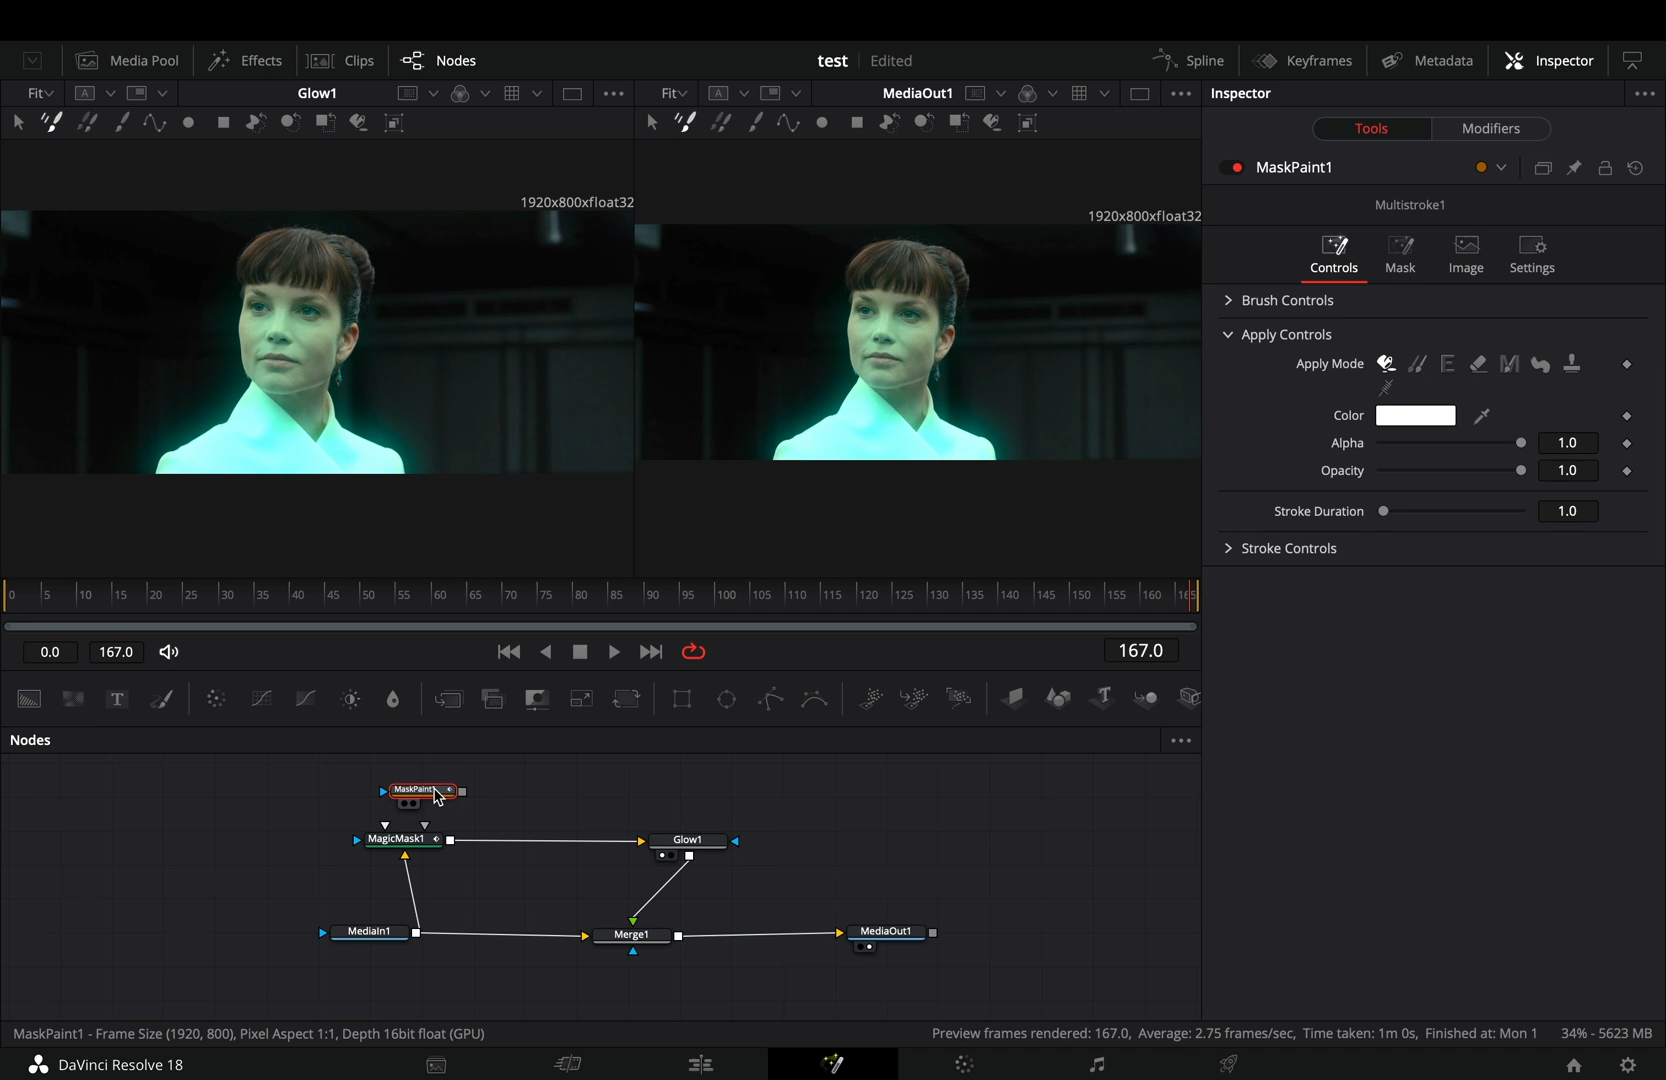 Media Pool Effects Clips Nodes test Edited Spline Keyframes Metadata Inspector
Fit A Glow1 Fit A MediaOut1 Inspector
Tools Modifiers
MaskPaint1
1920x800xfloat32
1920x800xfloat32
Multistroke1
Controls Mask Image Settings
Brush Controls
Apply Controls
Apply Mode
Color
Alpha 1.0
Opacity 1.0
Stroke Duration 1.0
Stroke Controls
0 5 10 15 20 25 30 35 40 45 50 55 60 65 70 75 80 85 90 95 100 105 110 115 120 125 130 135 140 145 150 155 160 165
0.0 167.0 167.0
Nodes
MaskPaint1
MagicMask1 Glow1
MediaIn1 Merge1 MediaOut1
MaskPaint1 - Frame Size (1920, 800), Pixel Aspect 1:1, Depth 16bit float (GPU) Preview frames rendered: 167.0, Average: 2.75 frames/sec, Time taken: 1m 0s, Finished at: Mon 1 34% - 5623 MB
DaVinci Resolve 18